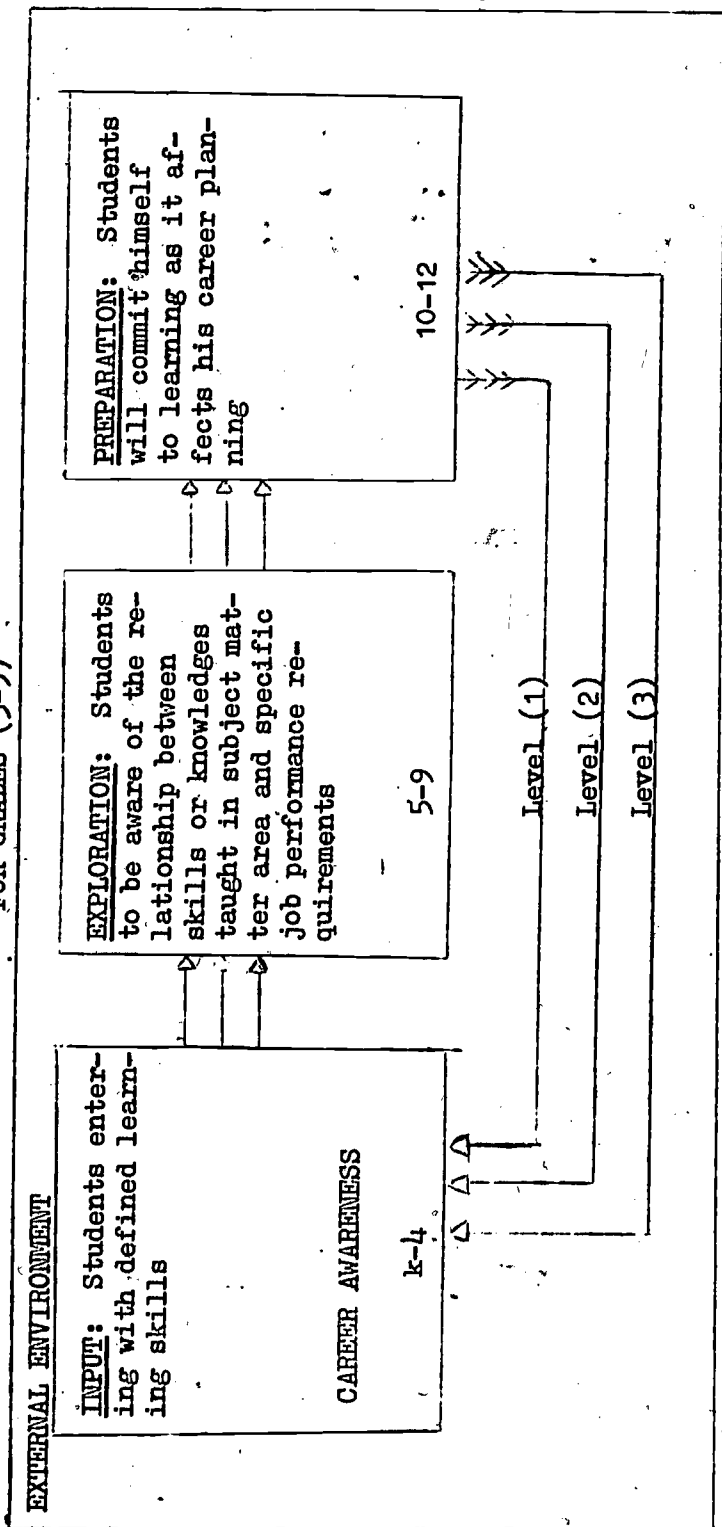 FOR GRADES (5-9)
EXTERNAL ENVIRONMENT
INPUT: Students enter-
ing with defined learn-
ing skills
CAREER AWARENESS
k-4
EXPLORATION: Students
to be aware of the re-
lationship between
skills or knowledges
taught in subject mat-
ter area and specific
job performance re-
quirements
5-9
PREPARATION: Students
will commit himself
to learning as it af-
fects his career plan-
ning
10-12
Level (1)
Level (2)
Level (3)